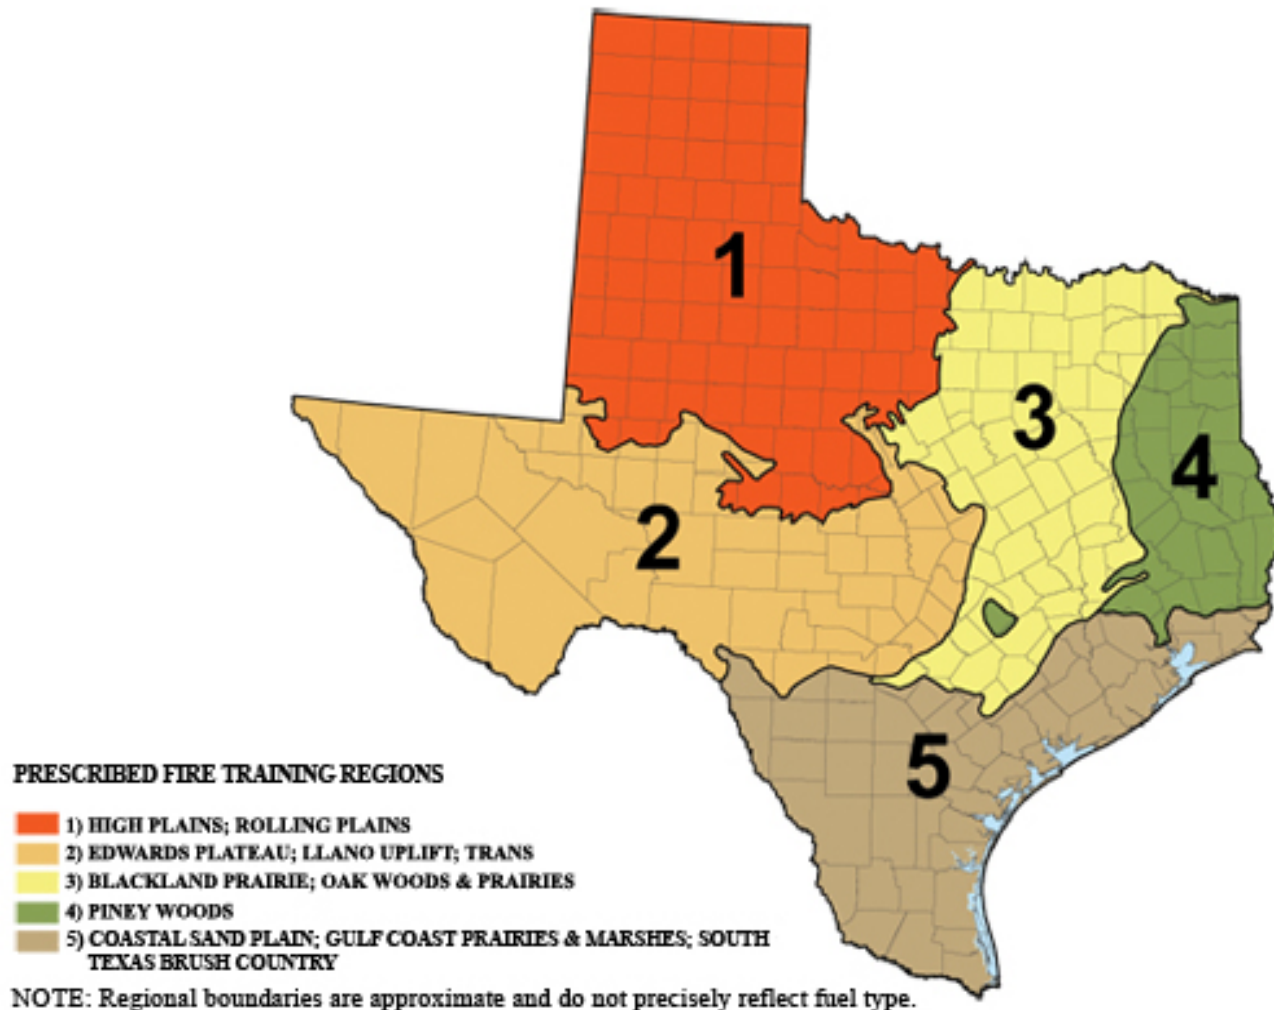 1
3
4
2
5
PRESCRIBED FIRE TRAINING REGIONS
1) HIGH PLAINS; ROLLING PLAINS
2) EDWARDS PLATEAU; LLANO UPLIFT; TRANS
3) BLACKLAND PRAIRIE; OAK WOODS & PRAIRIES
4) PINEY WOODS
5) COASTAL SAND PLAIN; GULF COAST PRAIRIES & MARSHES; SOUTH
TEXAS BRUSH COUNTRY
NOTE: Regional boundaries are approximate and do not precisely reflect fuel type.